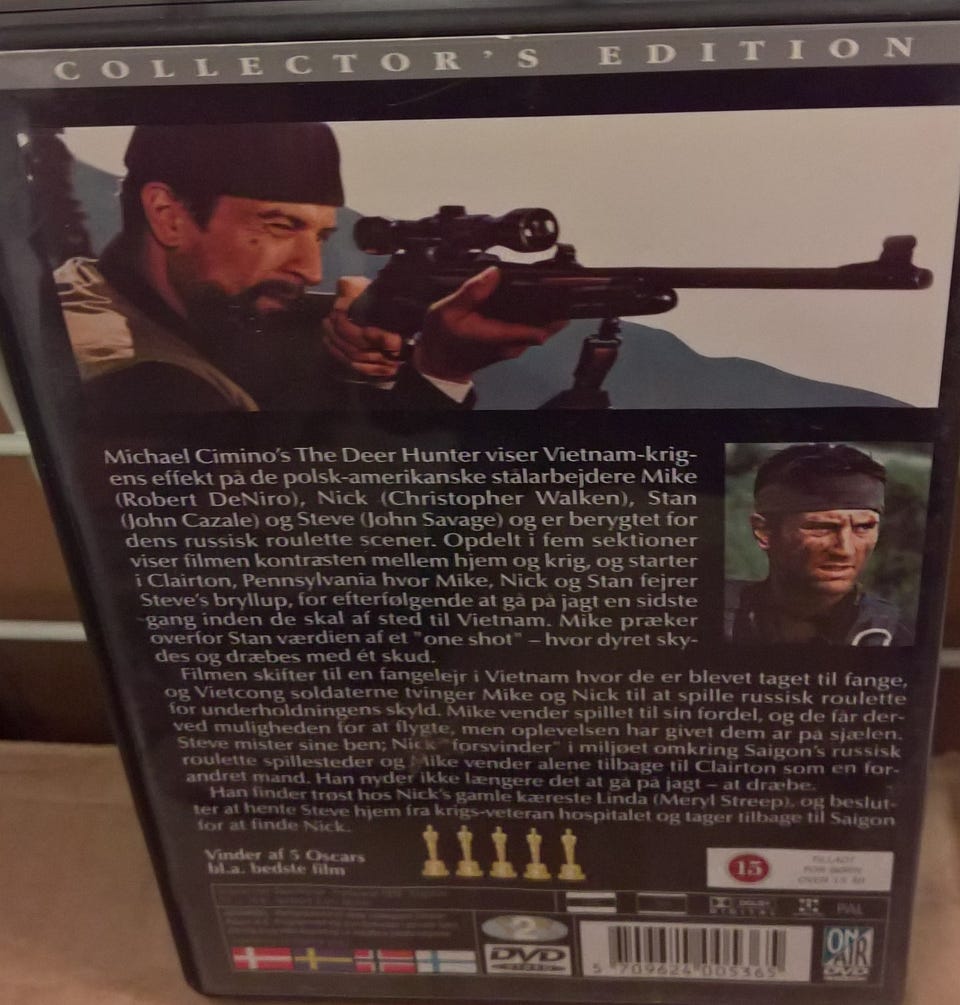 COLLECTOR'S EDITION
Michael Cimino's The Deer Hunter viser Vietnam-krig-
ens effekt på de polsk-amerikanske stålarbejdere Mike
(Robert DeNiro), Nick (Christopher Walken), Stan
(John Cazale) og Steve (John Savage) og er berygtet for
dens russisk roulette scener. Opdelt i fem sektioner
viser filmen kontrasten mellem hjem og krig, og starter
i Clairton, Pennsylvania hvor Mike, Nick og Stan fejrer
Steve's bryllup, for efterfølgende at gå på jagt en sidste
gang inden de skal af sted til Vietnam. Mike præker
overfor Stan værdien af et "one shot" – hvor dyret sky-
des og dræbes med ét skud.
Filmen skifter til en fangelejr i Vietnam hvor de er blevet taget til fange,
og Vietcong soldaterne tvinger Mike og Nick til at spille russisk roulette
for underholdningens skyld. Mike vender spillet til sin fordel, og de får der-
ved muligheden for at flygte, men oplevelsen har givet dem ar på sjælen.
Steve mister sine ben; Nick "forsvinder" i miljøet omkring Saigon's russisk
roulette spillesteder og Mike vender alene tilbage til Clairton som en for-
andret mand. Han nyder ikke længere det at gå på jagt – at dræbe.
Han finder trøst hos Nick's gamle kæreste Linda (Meryl Streep), og beslut-
ter at hente Steve hjem fra krigs-veteran hospitalet og tager tilbage til Saigon
for at finde Nick.
Vinder af 5 Oscars
bl.a. bedste film
15
TILLADT
FOR BØRN
OVER 15 ÅR
DOLBY
DIGITAL
PAL
2
DVD
VIDEO
5 709624 005365
ON
AIR
DVD